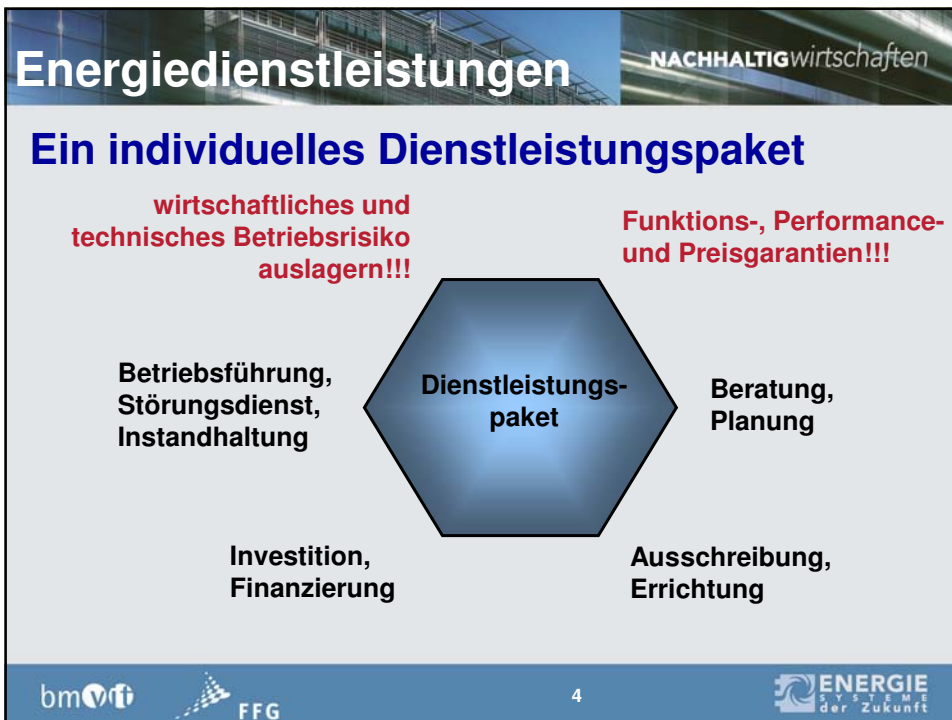 Energiedienstleistungen
NACHHALTIGwirtschaften
Ein individuelles Dienstleistungspaket
wirtschaftliches und
technisches Betriebsrisiko
auslagern!!!
Funktions-, Performance-
und Preisgarantien!!!
Betriebsführung,
Störungsdienst,
Instandhaltung
Dienstleistungs-
paket
Beratung,
Planung
Investition,
Finanzierung
Ausschreibung,
Errichtung
bmvit
FFG
4
ENERGIE
SYSTEME
der Zukunft